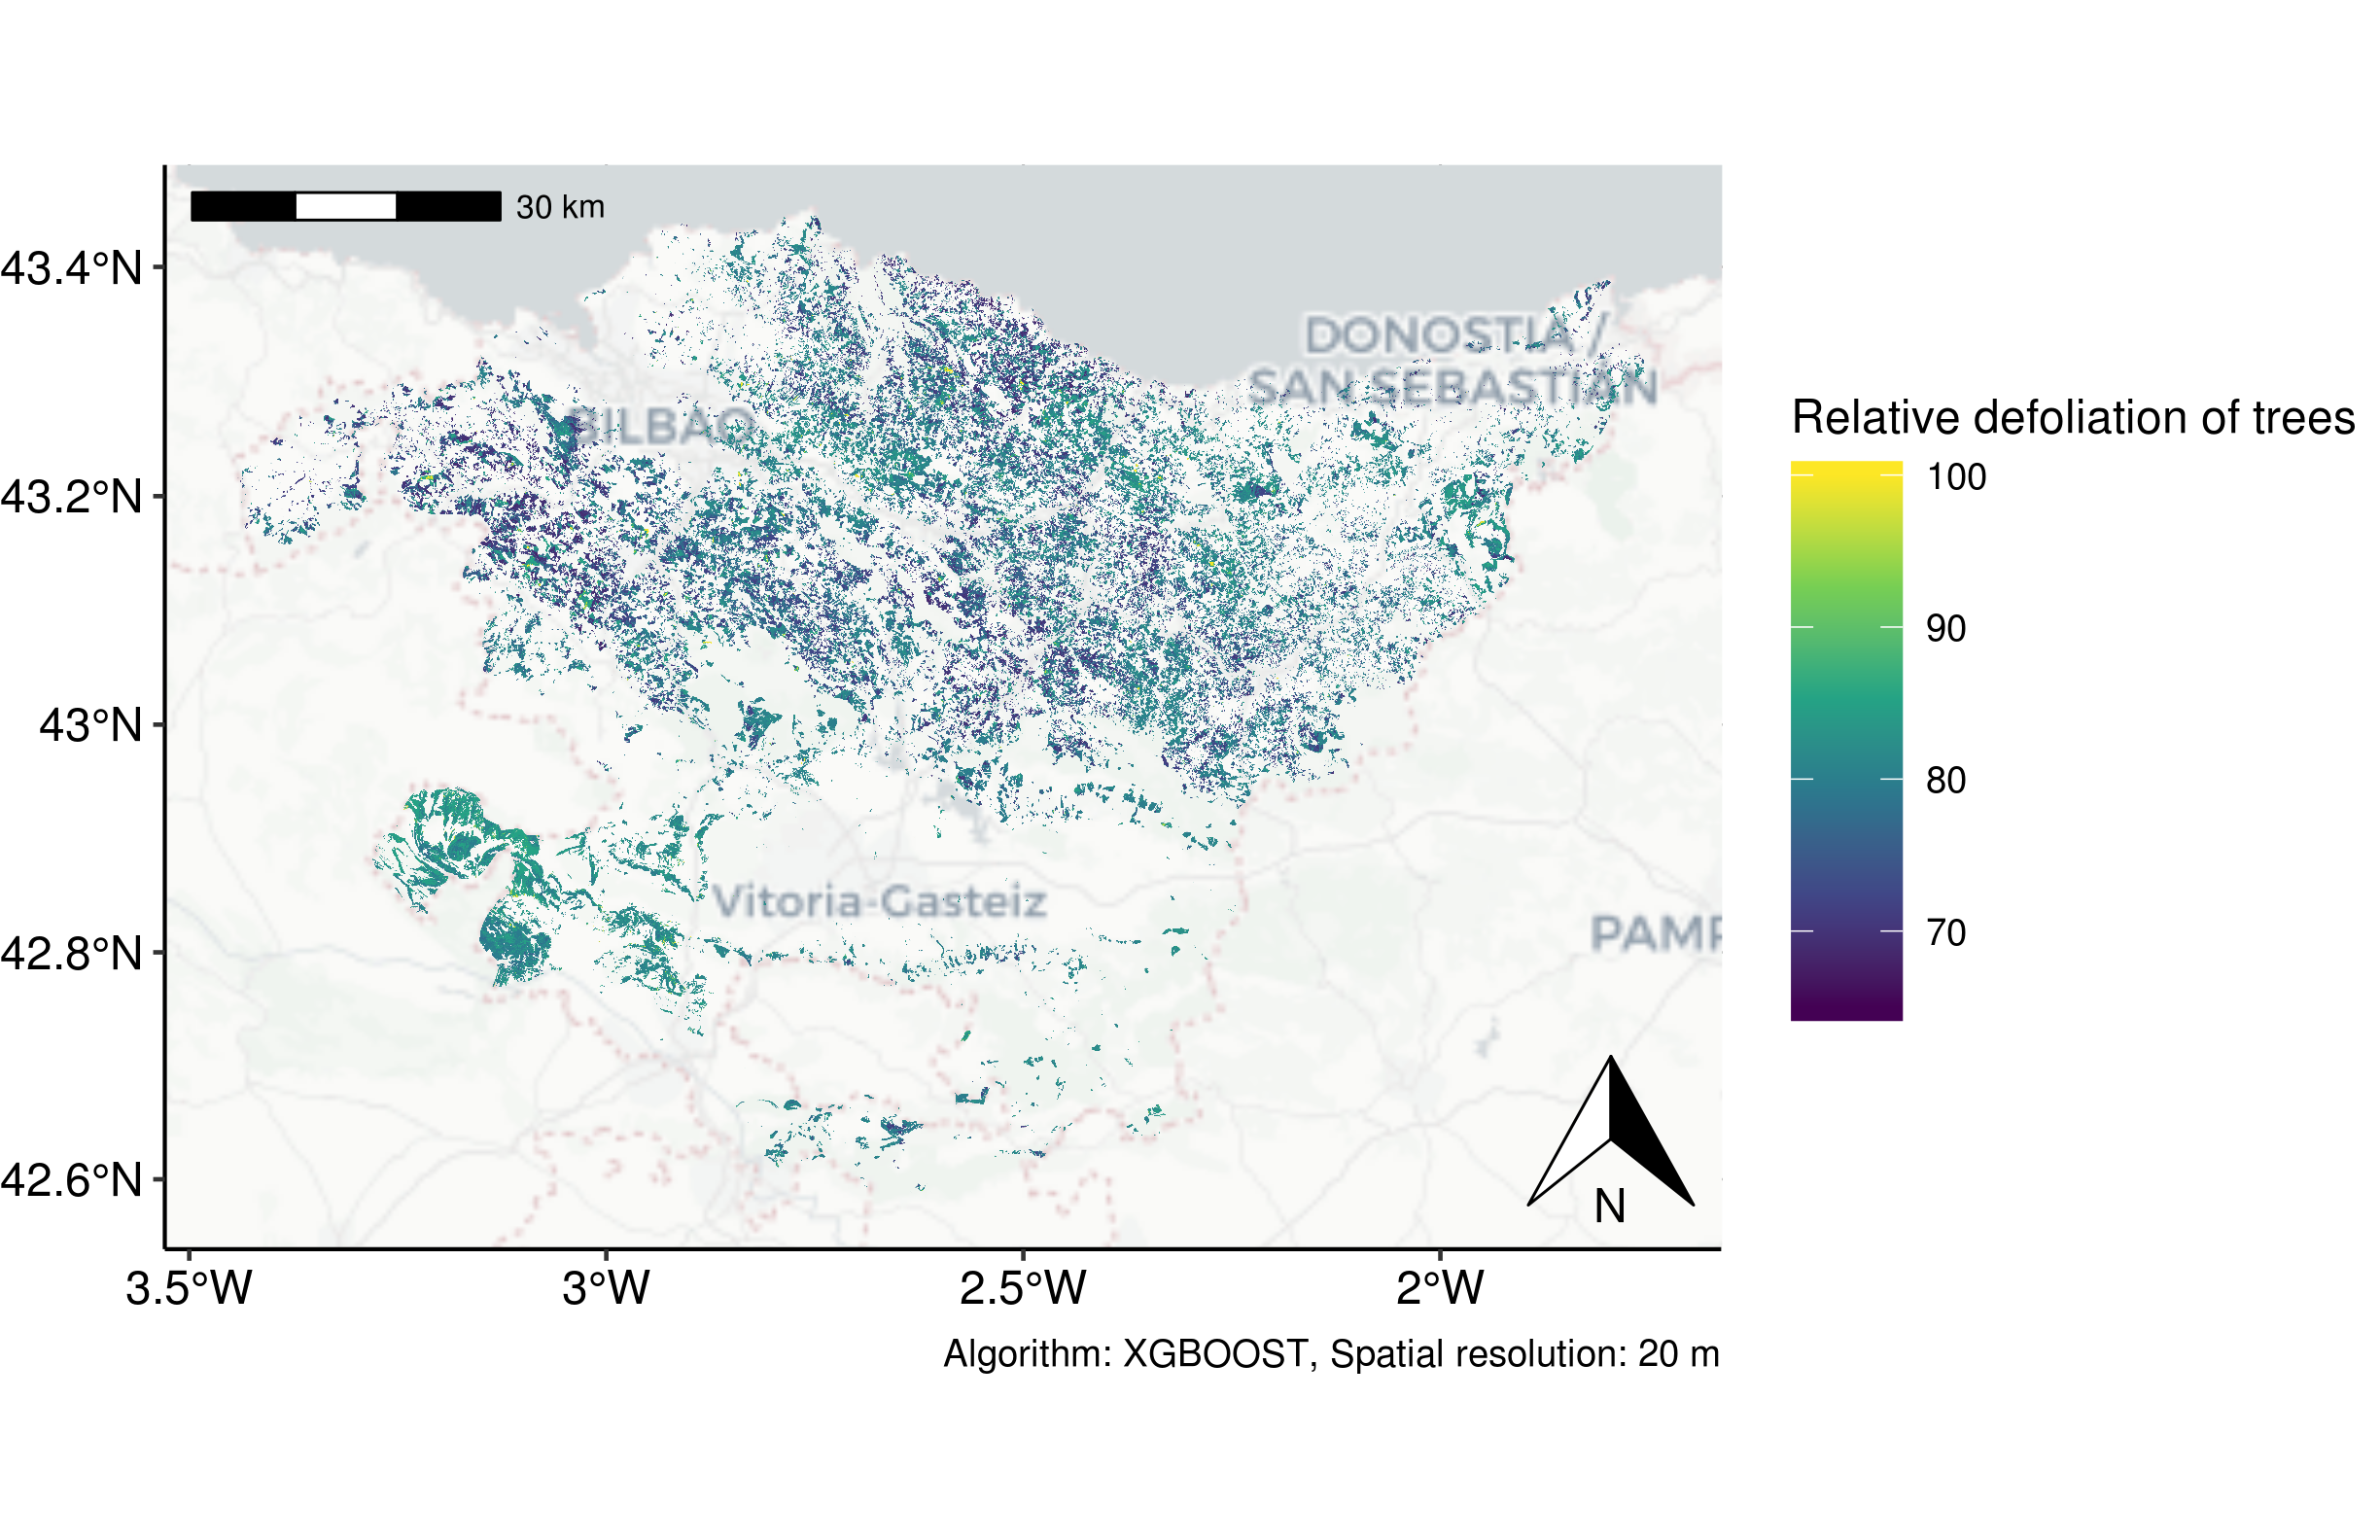 30 km
43.4°N
43.2°N
43°N
42.8°N
42.6°N
3.5°W
3°W
2.5°W
2°W
DONOSTIA /
SAN SEBASTIÁN
BILBAO
Vitoria-Gasteiz
PAMP
N
Relative defoliation of trees
100
90
80
70
Algorithm: XGBOOST, Spatial resolution: 20 m